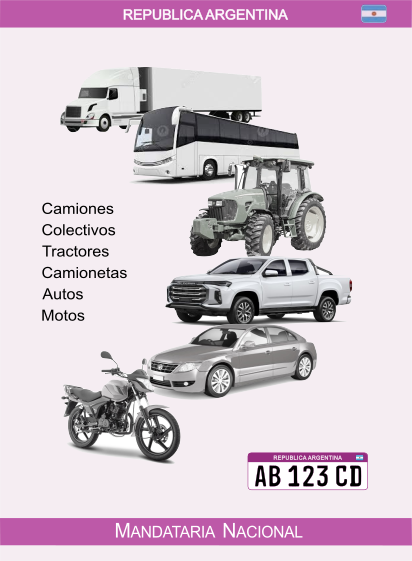 REPUBLICA ARGENTINA
Camiones
Colectivos
Tractores
Camionetas
Autos
Motos
REPUBLICA ARGENTINA
AB 123 CD
MANDATARIA NACIONAL